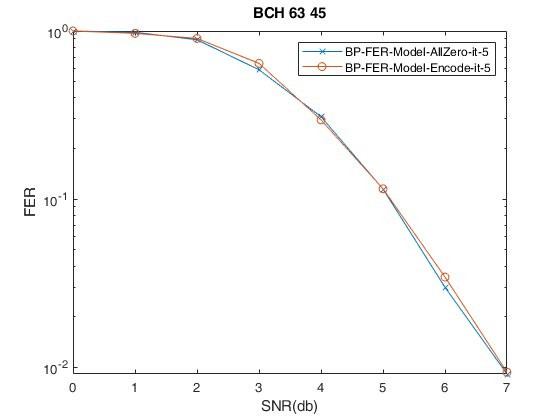 BCH 63 45
BP-FER-Model-AllZero-it-5
BP-FER-Model-Encode-it-5
10^0
10^-1
10^-2
FER
0 1 2 3 4 5 6 7
SNR(db)